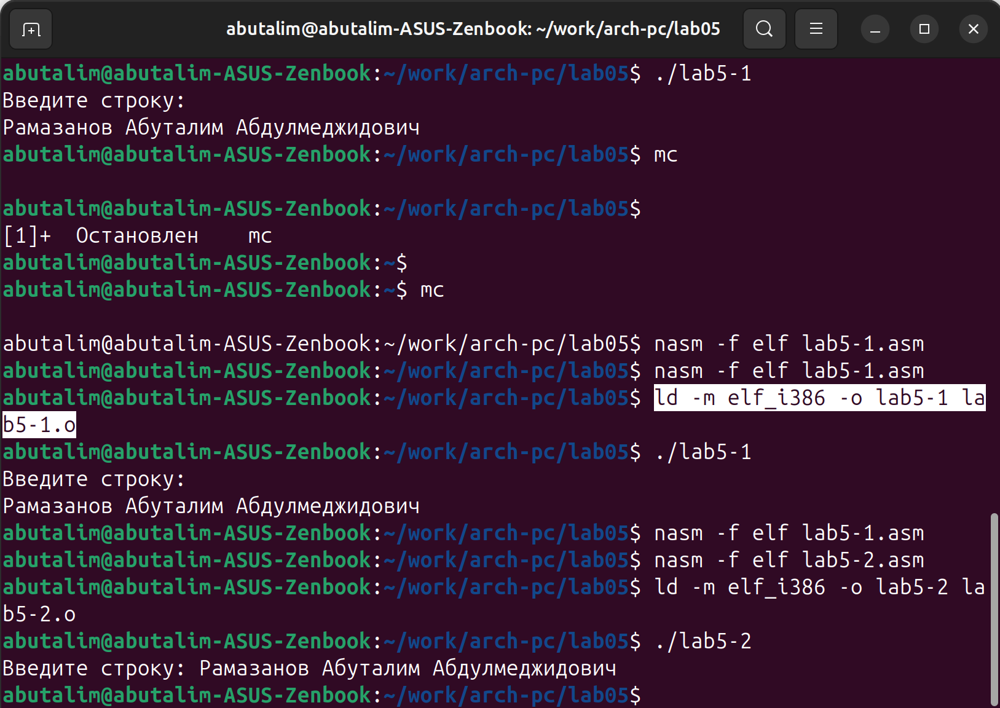 abutalim@abutalim-ASUS-Zenbook: ~/work/arch-pc/lab05
abutalim@abutalim-ASUS-Zenbook:~/work/arch-pc/lab05$ ./lab5-1
Введите строку:
Рамазанов Абуталим Абдулмеджидович
abutalim@abutalim-ASUS-Zenbook:~/work/arch-pc/lab05$ mc
abutalim@abutalim-ASUS-Zenbook:~/work/arch-pc/lab05$
[1]+  Остановлен    mc
abutalim@abutalim-ASUS-Zenbook:~$
abutalim@abutalim-ASUS-Zenbook:~$ mc
abutalim@abutalim-ASUS-Zenbook:~/work/arch-pc/lab05$ nasm -f elf lab5-1.asm
abutalim@abutalim-ASUS-Zenbook:~/work/arch-pc/lab05$ nasm -f elf lab5-1.asm
abutalim@abutalim-ASUS-Zenbook:~/work/arch-pc/lab05$ ld -m elf_i386 -o lab5-1 la
b5-1.o
abutalim@abutalim-ASUS-Zenbook:~/work/arch-pc/lab05$ ./lab5-1
Введите строку:
Рамазанов Абуталим Абдулмеджидович
abutalim@abutalim-ASUS-Zenbook:~/work/arch-pc/lab05$ nasm -f elf lab5-1.asm
abutalim@abutalim-ASUS-Zenbook:~/work/arch-pc/lab05$ nasm -f elf lab5-2.asm
abutalim@abutalim-ASUS-Zenbook:~/work/arch-pc/lab05$ ld -m elf_i386 -o lab5-2 la
b5-2.o
abutalim@abutalim-ASUS-Zenbook:~/work/arch-pc/lab05$ ./lab5-2
Введите строку: Рамазанов Абуталим Абдулмеджидович
abutalim@abutalim-ASUS-Zenbook:~/work/arch-pc/lab05$